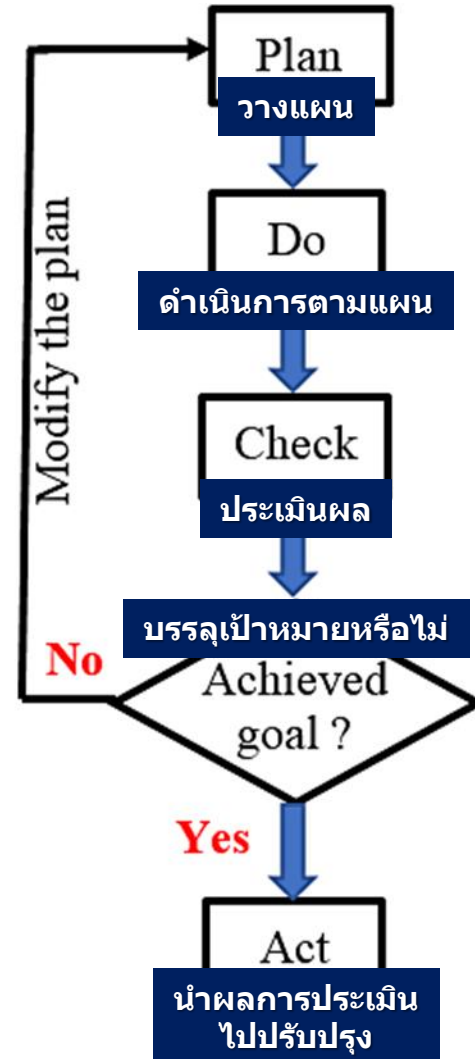 Plan
วางแผน
Do
ดำเนินการตามแผน
Check
ประเมินผล
บรรลุเป้าหมายหรือไม่
Achieved
goal ?
No
Modify the plan
Yes
Act
นำผลการประเมิน
ไปปรับปรุง